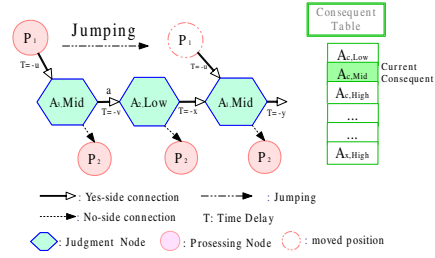 Consequent
Table
P1
Jumping
P1
T=-u
T=-u
A1,Mid
a
T=-v
A2,Low
T=-x
A1,Mid
T=-y
P2
P2
P2
Ac,Low
Ac,Mid
Ac,High
...
...
Ax,High
Current
Consequent
: Yes-side connection
: Jumping
: No-side connection
T: Time Delay
: Judgment Node
: Prosessing Node
: moved position